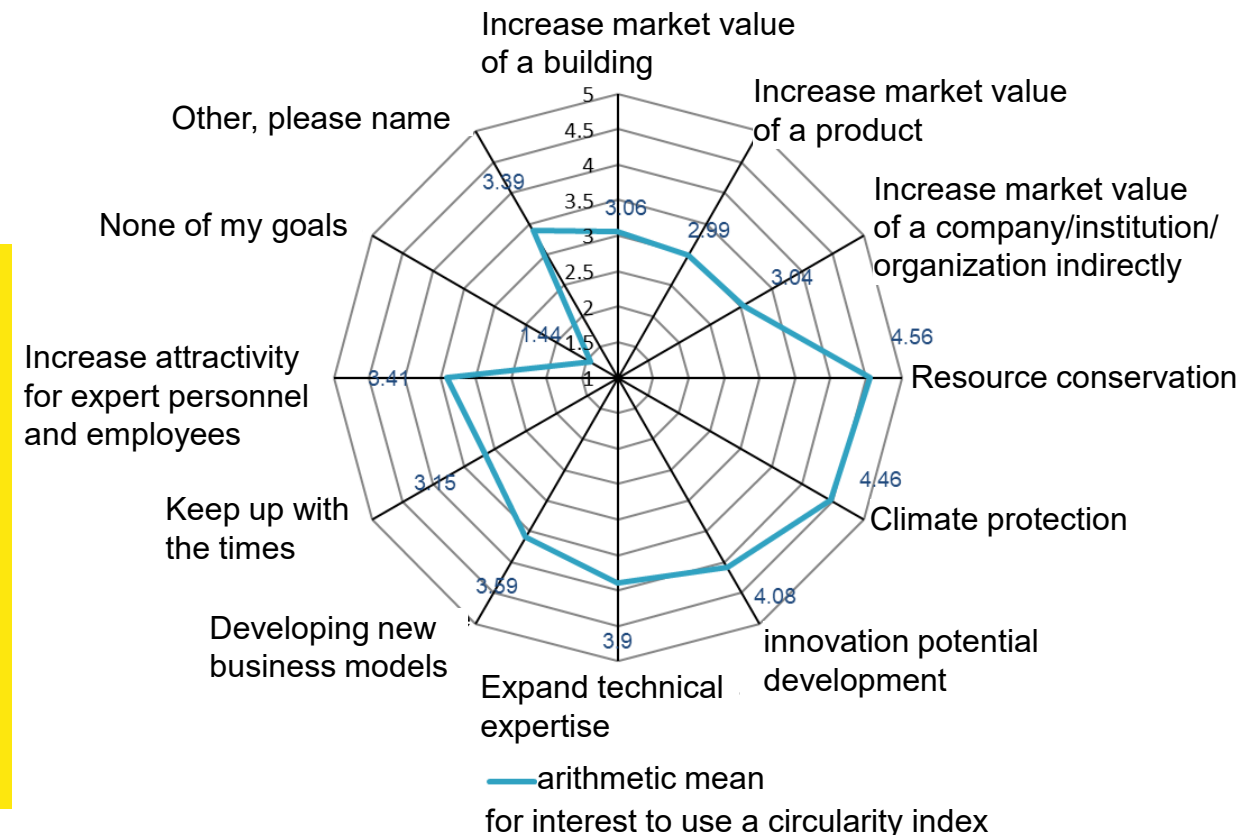 Increase market value
of a building
Increase market value
of a product
Increase market value
of a company/institution/
organization indirectly
Resource conservation
Climate protection
innovation potential
development
Expand technical
expertise
Developing new
business models
Keep up with
the times
Increase attractivity
for expert personnel
and employees
None of my goals
Other, please name
5
4.5
4
3.5
3
2.5
2
1.5
1
3.06
2.99
3.04
4.56
4.46
4.08
3.9
3.59
3.15
3.41
1.44
3.39
arithmetic mean
for interest to use a circularity index